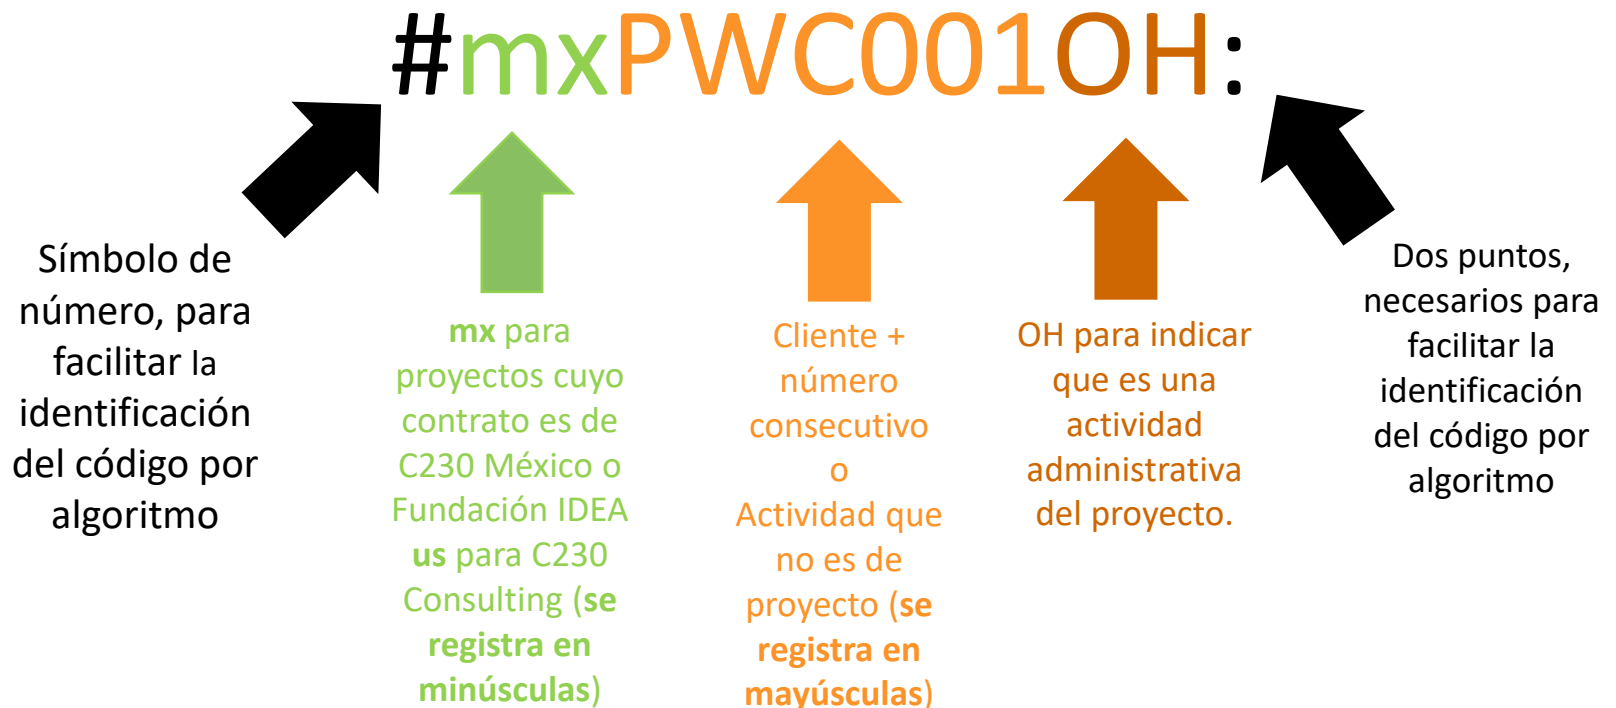 #mxPWC001OH:
Símbolo de
número, para
facilitar la
identificación
del código por
algoritmo
mx para
proyectos cuyo
contrato es de
C230 México o
Fundación IDEA
us para C230
Consulting (se
registra en
minúsculas)
Cliente +
número
consecutivo
o
Actividad que
no es de
proyecto (se
registra en
mayúsculas)
OH para indicar
que es una
actividad
administrativa
del proyecto.
Dos puntos,
necesarios para
facilitar la
identificación
del código por
algoritmo